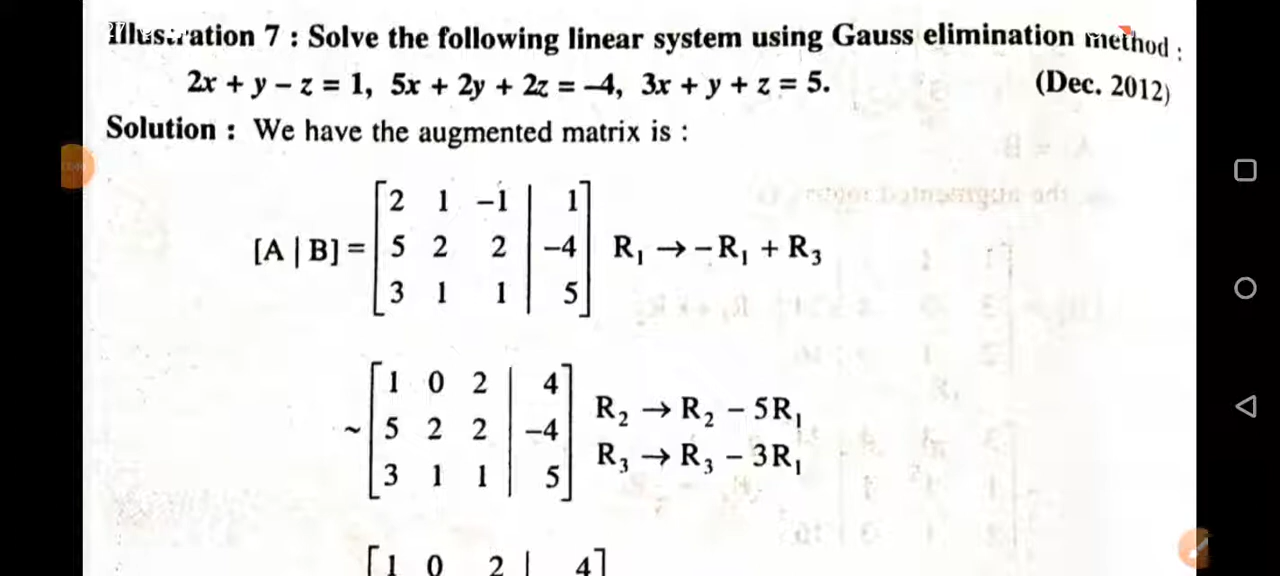 Illustration 7 : Solve the following linear system using Gauss elimination method :
2x + y – z = 1, 5x + 2y + 2z = –4, 3x + y + z = 5. (Dec. 2012)
Solution : We have the augmented matrix is :
[A | B] = [2 1 –1 | 1; 5 2 2 | –4; 3 1 1 | 5] R₁ → – R₁ + R₃
~ [1 0 2 | 4; 5 2 2 | –4; 3 1 1 | 5] R₂ → R₂ – 5R₁ R₃ → R₃ – 3R₁
[1 0 2 | 4]